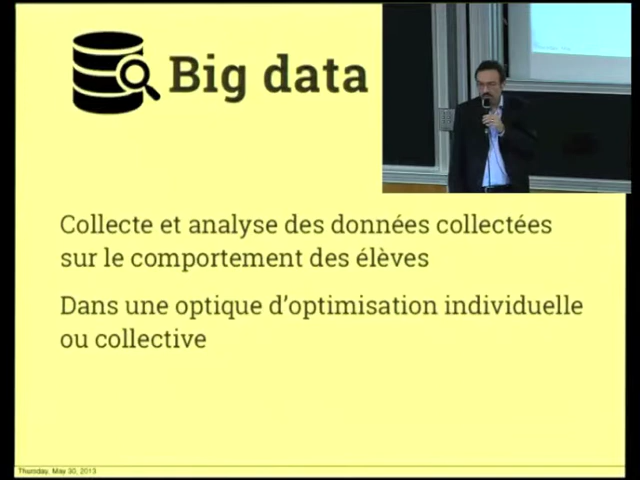 Big data
Collecte et analyse des données collectées
sur le comportement des élèves
Dans une optique d'optimisation individuelle
ou collective
Thursday, May 30, 2013